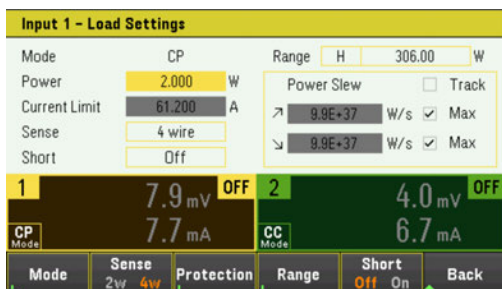 Input 1 – Load Settings
Mode CP Range H 306.00 W
Power 2.000 W Power Slew Track
Current Limit 61.200 A 9.9E+37 W/s Max
Sense 4 wire 9.9E+37 W/s Max
Short Off
1 7.9 mV OFF 2 4.0 mV OFF
CP Mode 7.7 mA CC Mode 6.7 mA
Mode Sense 2w 4w Protection Range Short Off On Back